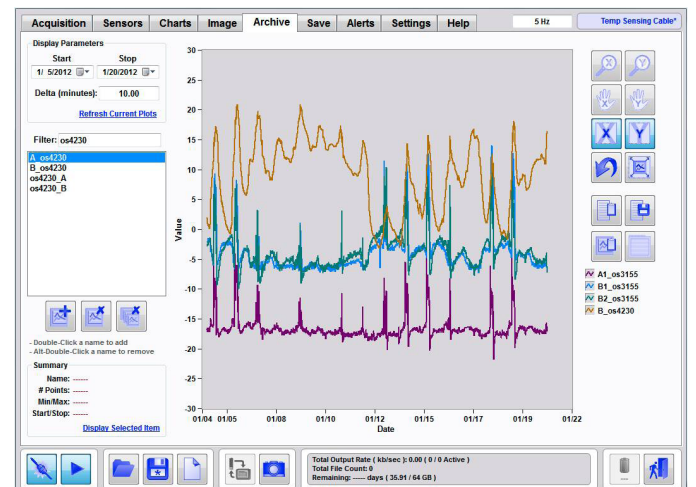 Acquisition Sensors Charts Image Archive Save Alerts Settings Help 5 Hz Temp Sensing Cable*
Display Parameters
Start Stop
1/ 5/2012 1/20/2012
Delta (minutes): 10.00
Refresh Current Plots
Filter: os4230
A_os4230
B_os4230
os4230_A
os4230_B
- Double-Click a name to add
- Alt-Double-Click a name to remove
Summary
Name: ------
# Points: ------
Min/Max: ------
Start/Stop: ------
Display Selected Item
30
25
20
15
10
5
0
-5
-10
-15
-20
-25
-30
Value
01/04 01/05 01/08 01/10 01/12 01/15 01/17 01/19 01/22
Date
X Y
X Y
X Y
A1_os3155
B1_os3155
B2_os3155
B_os4230
Total Output Rate ( kb/sec ): 0.00 ( 0 / 0 Active )
Total File Count: 0
Remaining: ----- days ( 35.91 / 64 GB )
----